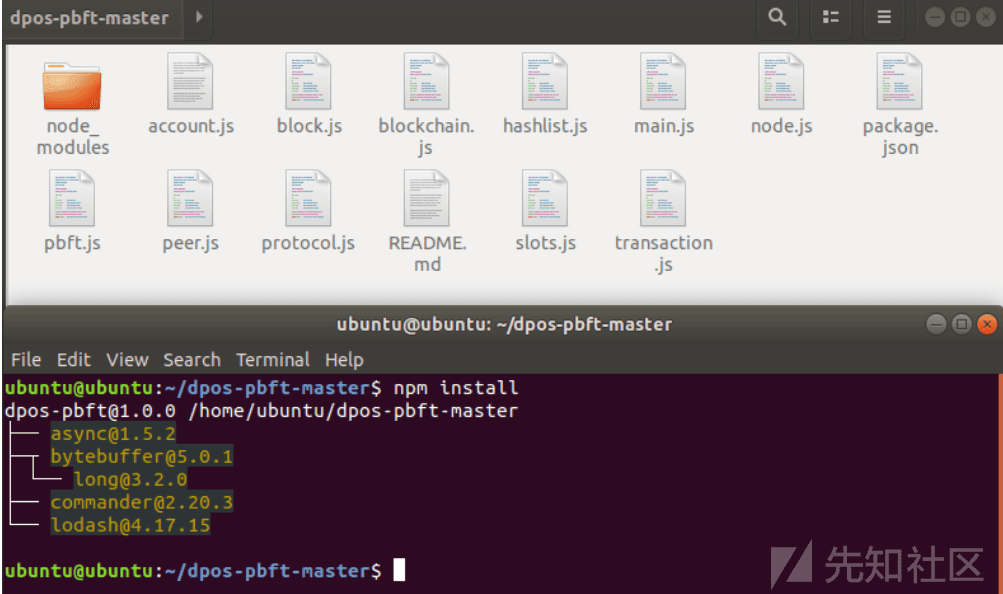 dpos-pbft-master
node_
modules
account.js
block.js
blockchain.
js
hashlist.js
main.js
node.js
package.
json
pbft.js
peer.js
protocol.js
README.
md
slots.js
transaction
.js
ubuntu@ubuntu: ~/dpos-pbft-master
File Edit View Search Terminal Help
ubuntu@ubuntu:~/dpos-pbft-master$ npm install
dpos-pbft@1.0.0 /home/ubuntu/dpos-pbft-master
async@1.5.2
bytebuffer@5.0.1
long@3.2.0
commander@2.20.3
lodash@4.17.15
ubuntu@ubuntu:~/dpos-pbft-master$
先知社区